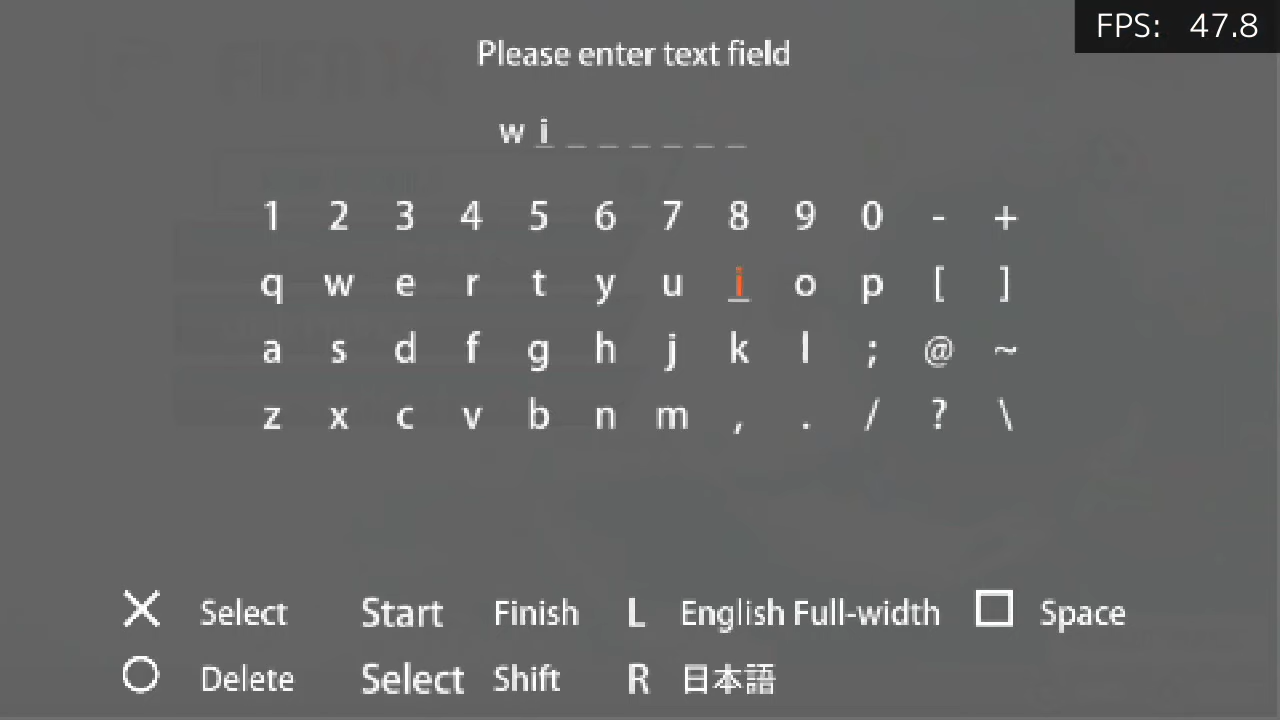 FPS: 47.8
Please enter text field
wi______
1 2 3 4 5 6 7 8 9 0 - +
q w e r t y u i o p [ ]
a s d f g h j k l ; @ ~
z x c v b n m , . / ? \
Select Start Finish L English Full-width Space
Delete Select Shift R 日本語